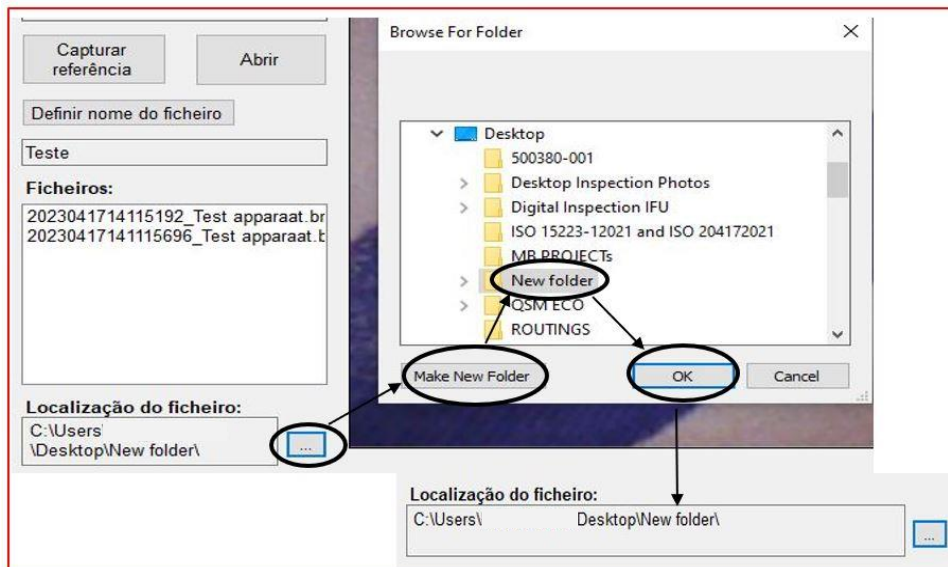 Capturar
referência
Abrir
Definir nome do ficheiro
Teste
Ficheiros:
2023041714115192_Test apparaat.br
20230417141115696_Test apparaat.b
Localização do ficheiro:
C:\Users\
\Desktop\New folder\
...
Browse For Folder
Desktop
500380-001
Desktop Inspection Photos
Digital Inspection IFU
ISO 15223-12021 and ISO 204172021
MB PROJECTs
New folder
QSM ECO
ROUTINGS
Make New Folder
OK
Cancel
Localização do ficheiro:
C:\Users\ Desktop\New folder\
...